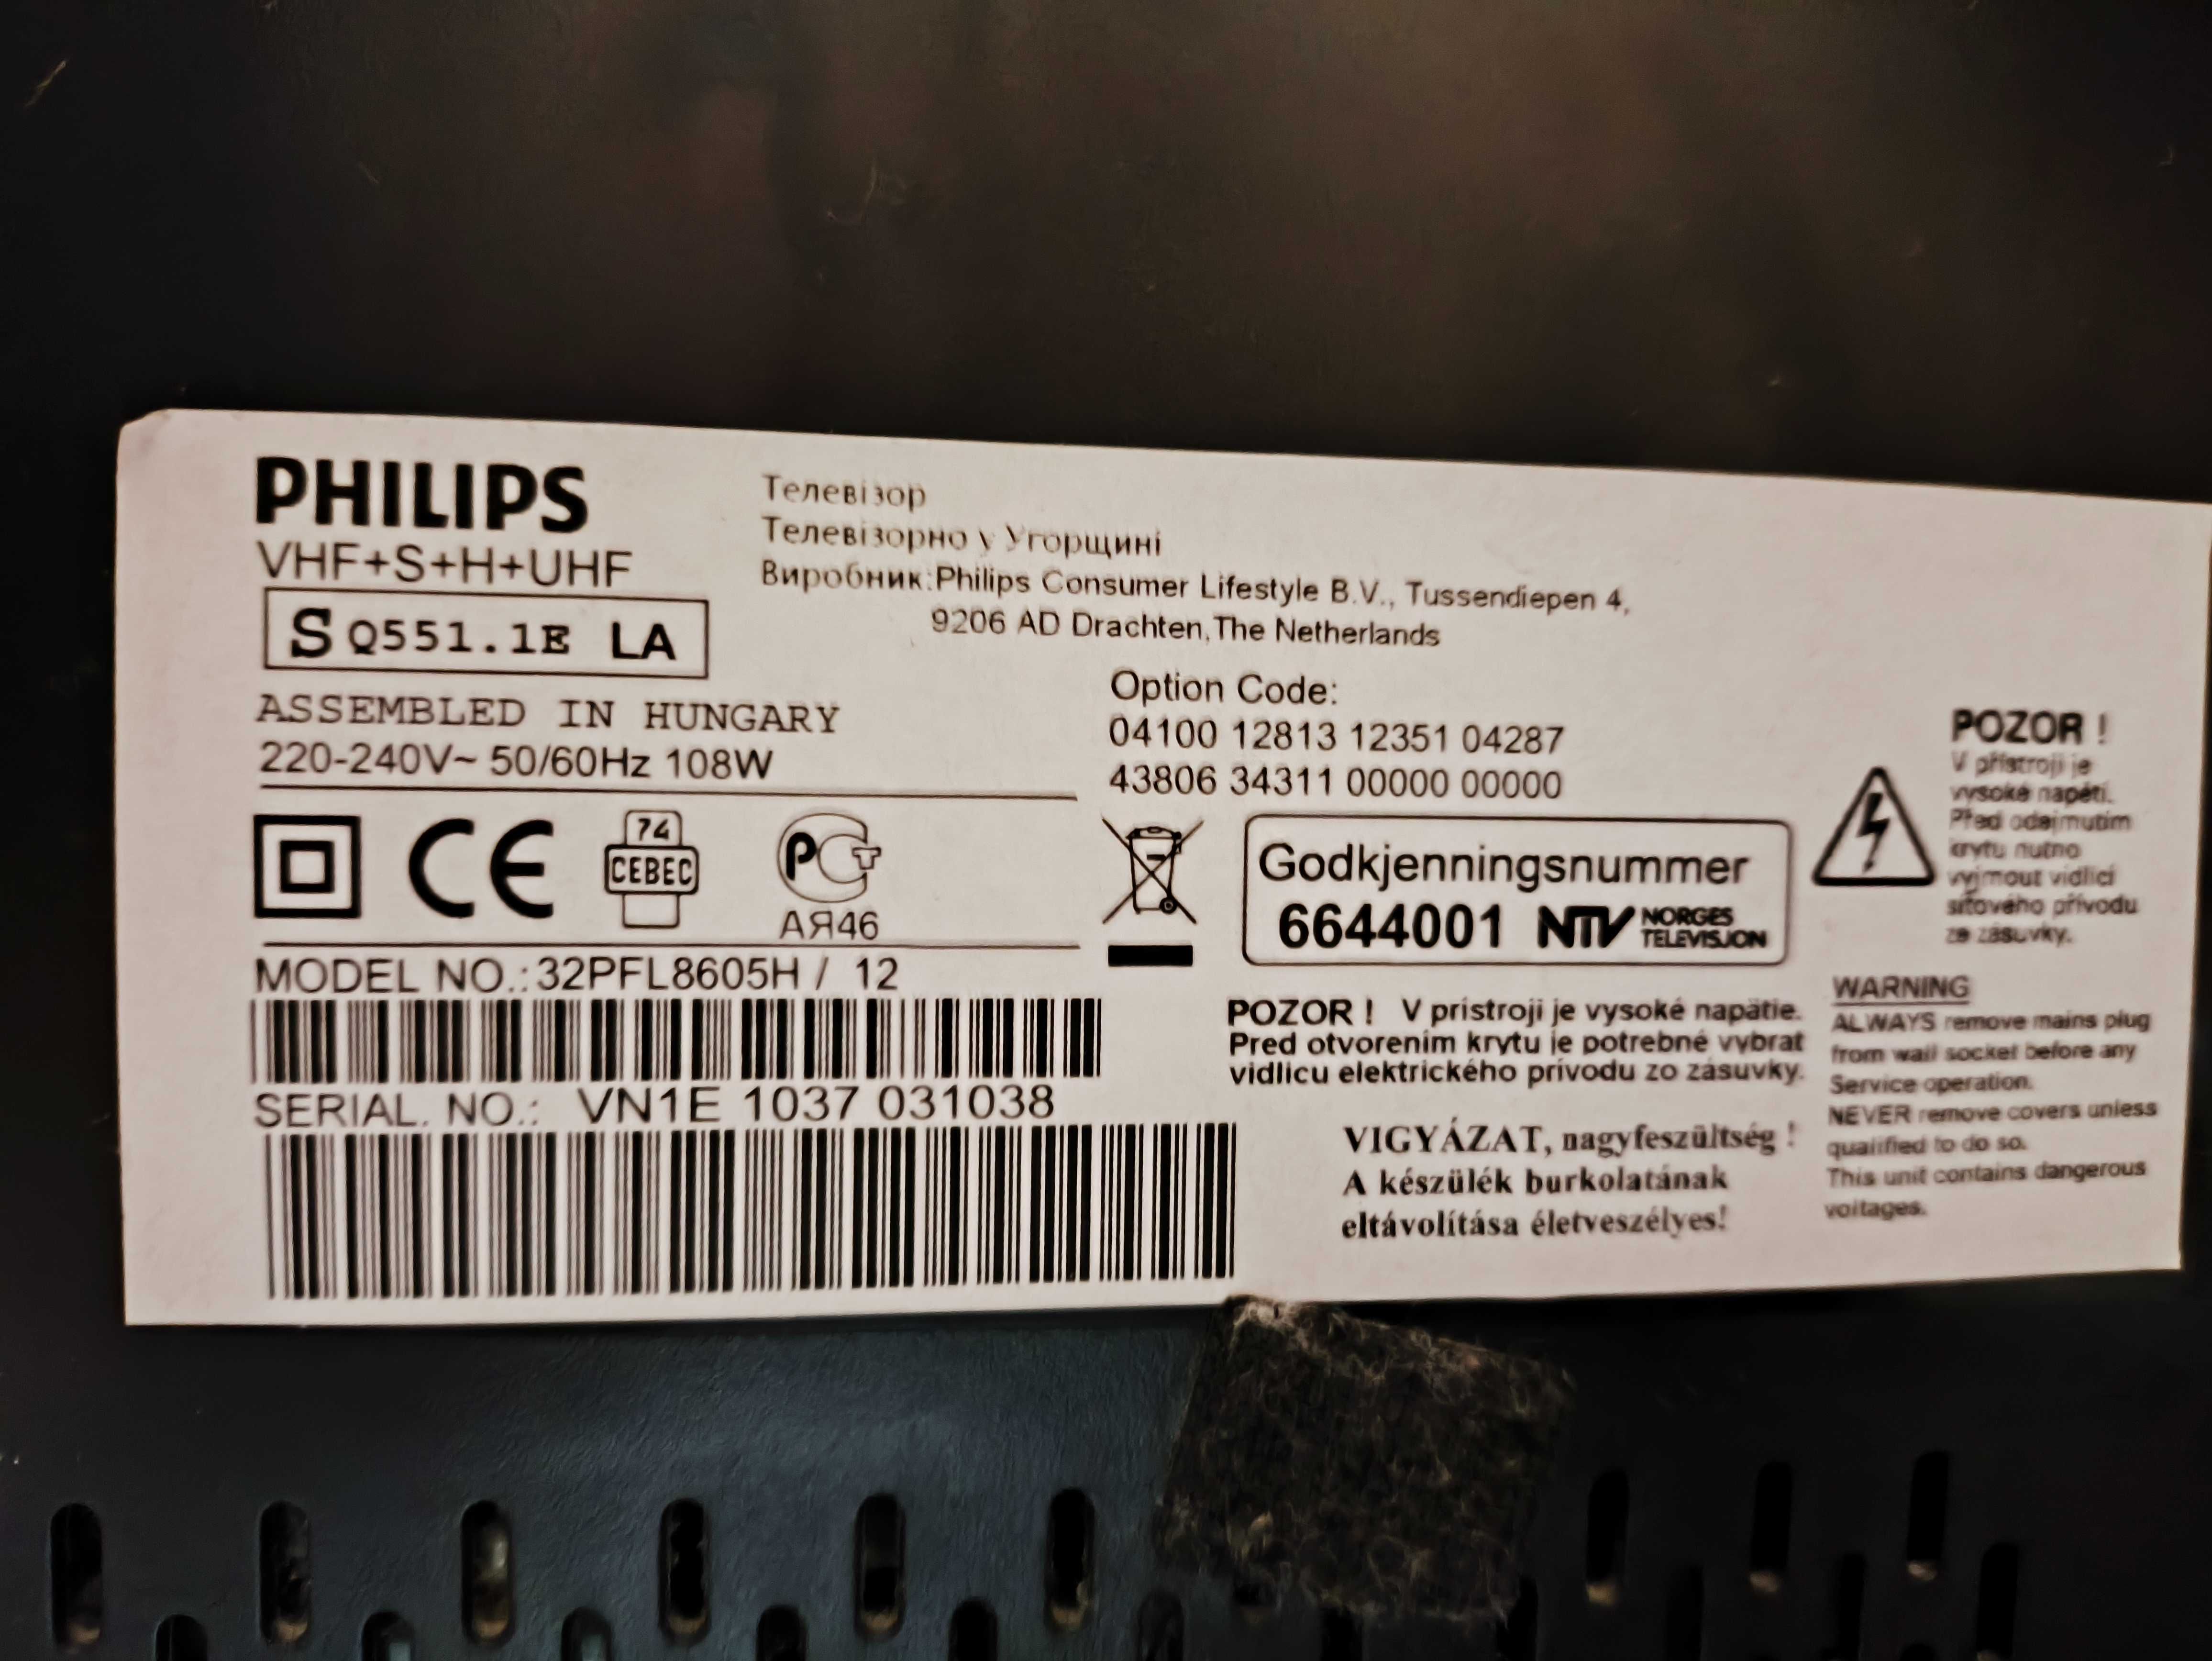 PHILIPS
VHF+S+H+UHF
S Q551.1E LA
ASSEMBLED IN HUNGARY
220-240V~ 50/60Hz 108W
Телевізор
Телевізорно у Угорщині
Виробник:Philips Consumer Lifestyle B.V., Tussendiepen 4,
9206 AD Drachten,The Netherlands
Option Code:
04100 12813 12351 04287
43806 34311 00000 00000
CE
74
CEBEC
РСТ
АЯ46
Godkjenningsnummer
6644001 NTV NORGES
TELEVISJON
MODEL NO.:32PFL8605H / 12
SERIAL. NO.: VN1E 1037 031038
POZOR !
V přístroji je
vysoké napětí.
Před odejmutím
krytu nutno
vyjmout vidlici
síťového přívodu
ze zásuvky.
POZOR ! V prístroji je vysoké napätie.
Pred otvorením krytu je potrebné vybrat
vidlicu elektrického prívodu zo zásuvky.
VIGYÁZAT, nagyfeszültség !
A készülék burkolatának
eltávolítása életveszélyes!
WARNING
ALWAYS remove mains plug
from wall socket before any
Service operation.
NEVER remove covers unless
qualified to do so.
This unit contains dangerous
voltages.